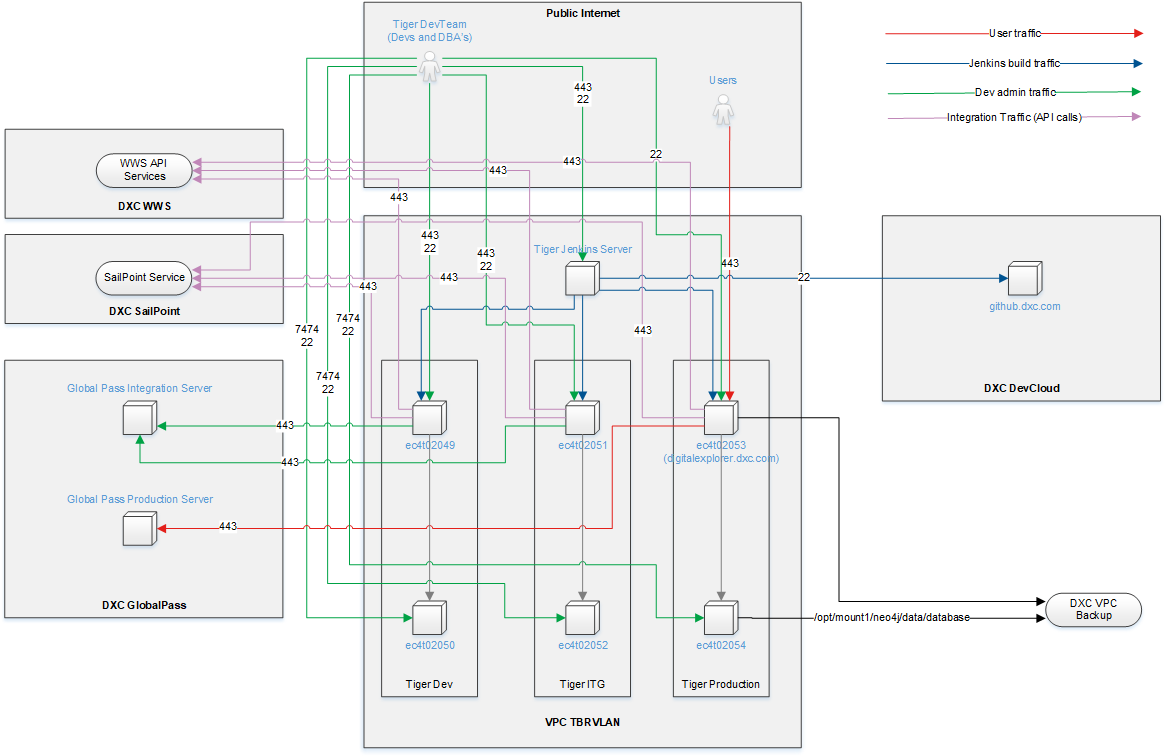 Public Internet
Tiger DevTeam
(Devs and DBA's)
Users
User traffic
Jenkins build traffic
Dev admin traffic
Integration Traffic (API calls)
443
22
22
WWS API
Services
DXC WWS
443
443
443
SailPoint Service
DXC SailPoint
443
22
443
22
443
443
443
443
Tiger Jenkins Server
22
github.dxc.com
DXC DevCloud
7474
22
7474
22
7474
22
Global Pass Integration Server
443
443
Global Pass Production Server
443
DXC GlobalPass
ec4t02049
ec4t02051
ec4t02053
(digitalexplorer.dxc.com)
ec4t02050
ec4t02052
ec4t02054
/opt/mount1/neo4j/data/database
DXC VPC
Backup
Tiger Dev
Tiger ITG
Tiger Production
VPC TBRVLAN